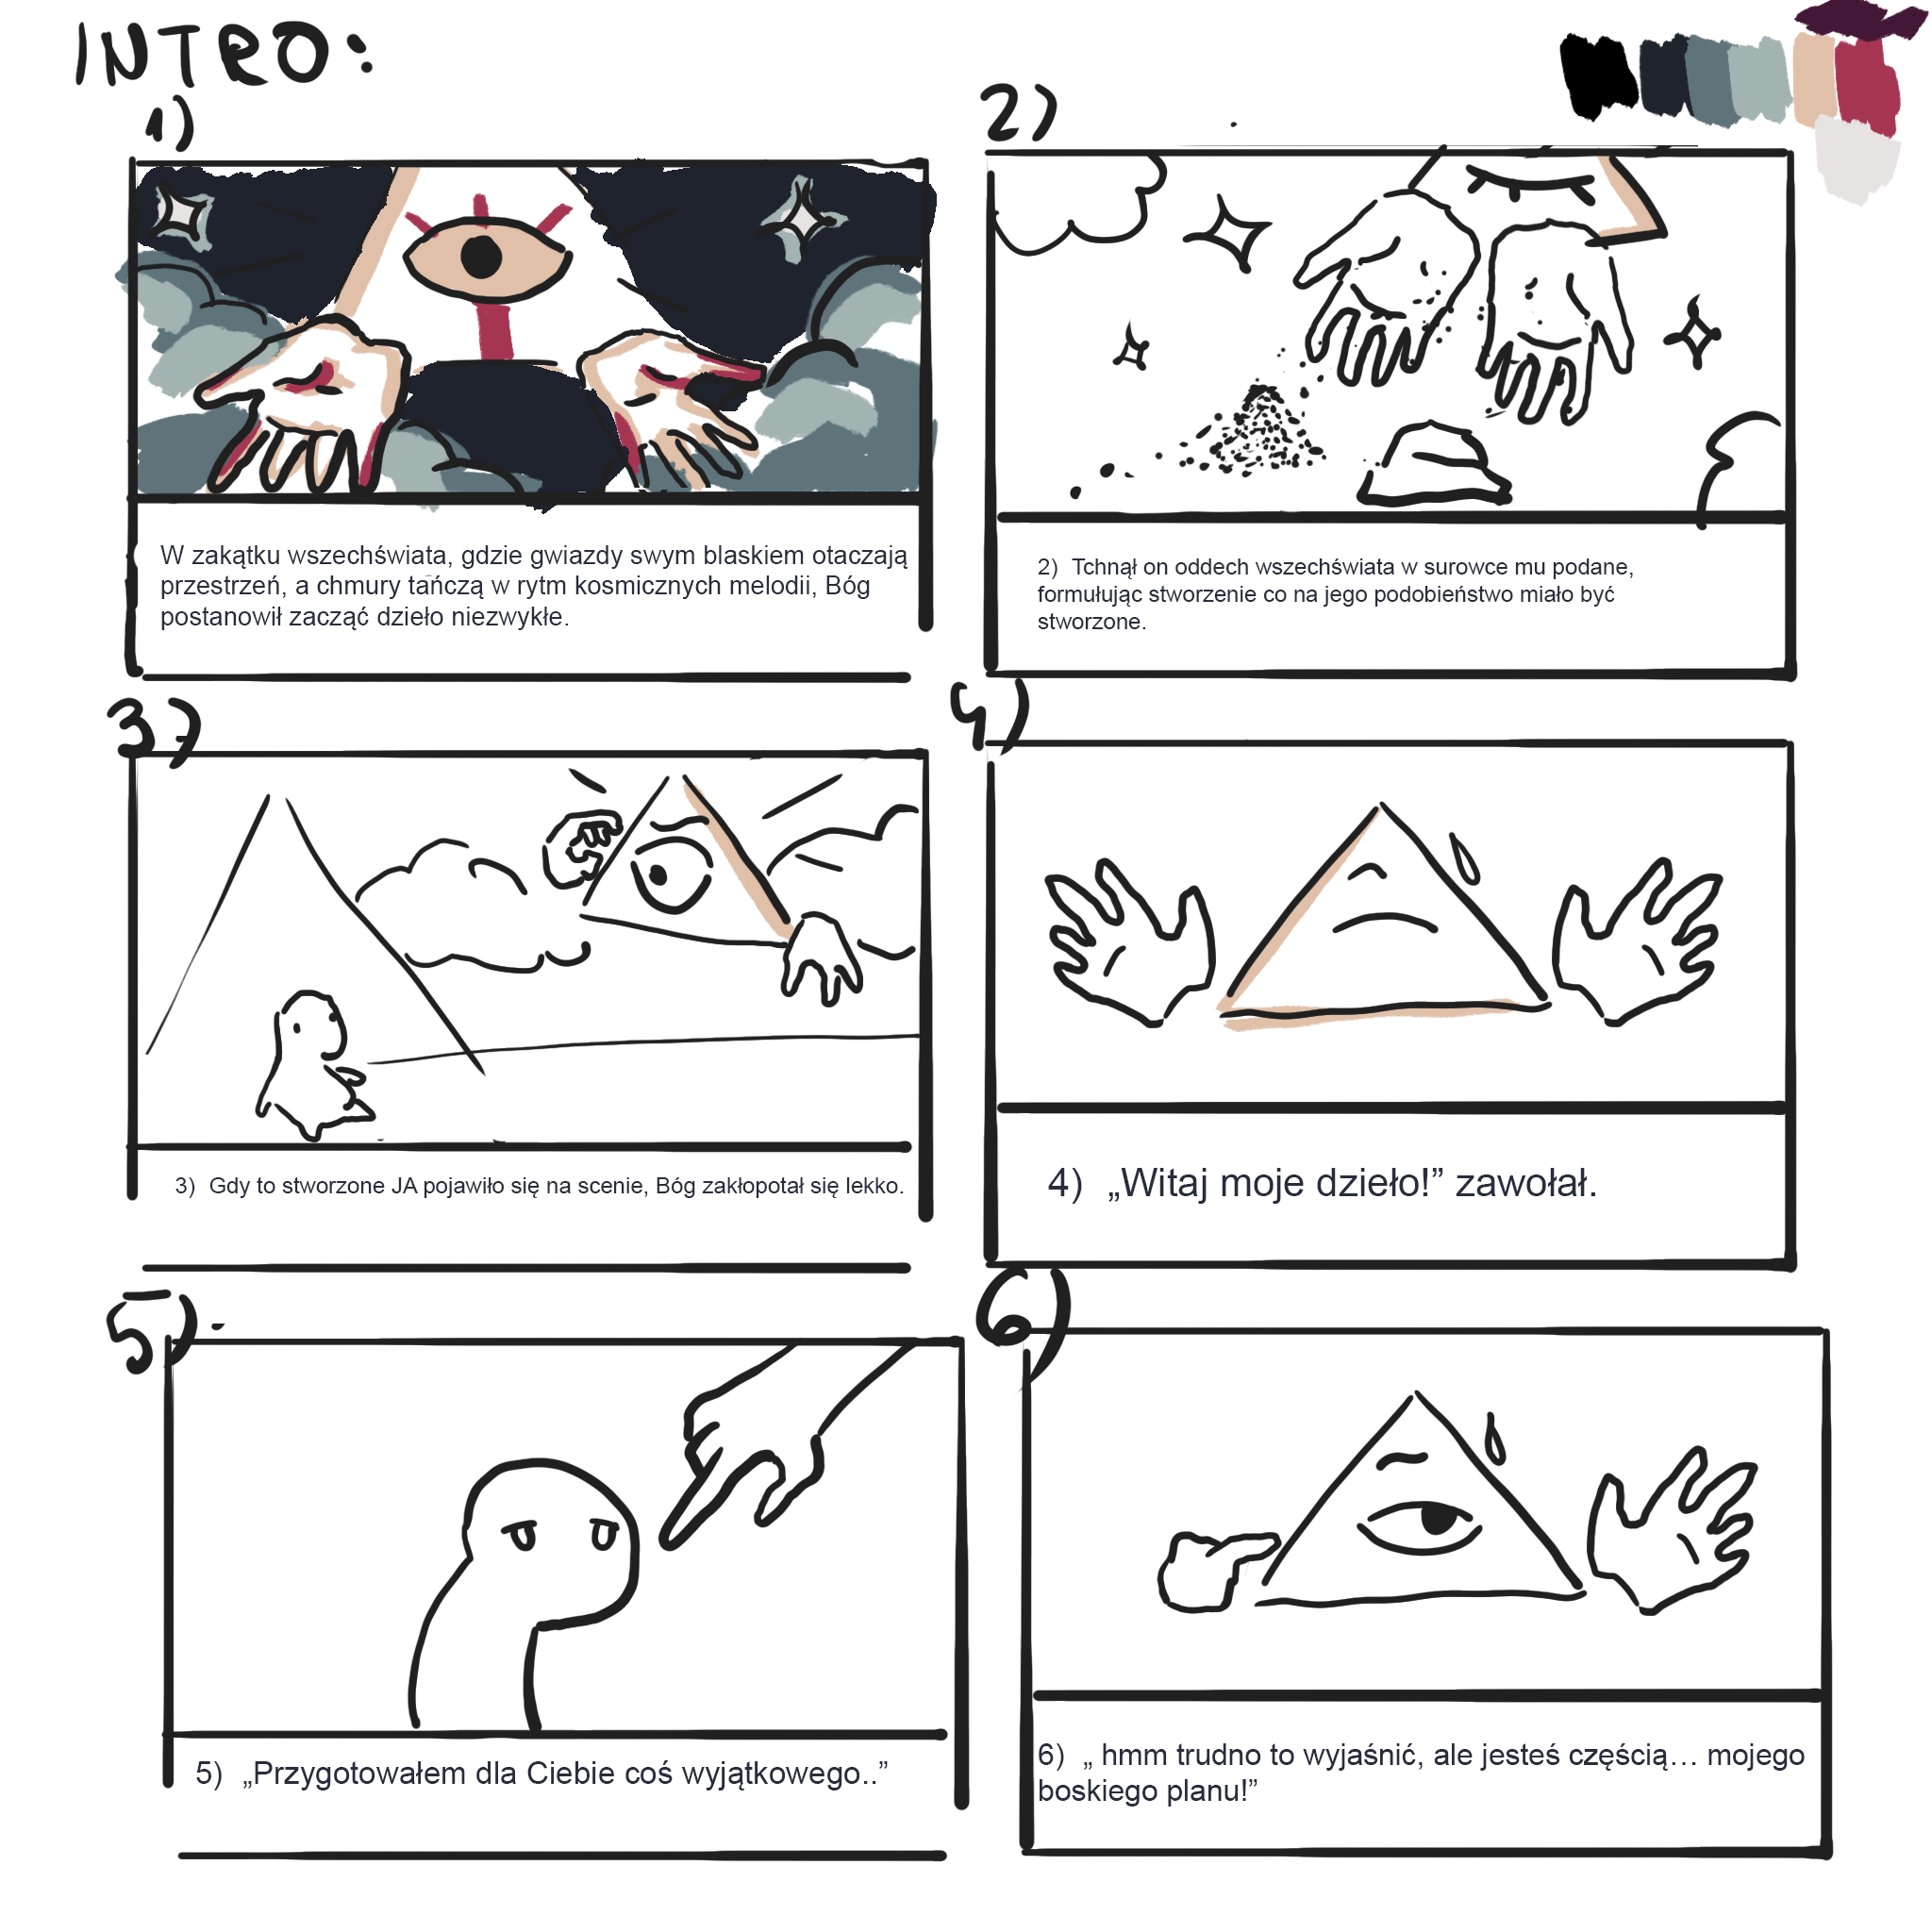 INTRO:
1)
2)
W zakątku wszechświata, gdzie gwiazdy swym blaskiem otaczają
przestrzeń, a chmury tańczą w rytm kosmicznych melodii, Bóg
postanowił zacząć dzieło niezwykłe.
2) Tchnął on oddech wszechświata w surowce mu podane,
formułując stworzenie co na jego podobieństwo miało być
stworzone.
3)
4)
3) Gdy to stworzone JA pojawiło się na scenie, Bóg zakłopotał się lekko.
4) „Witaj moje dzieło!” zawołał.
5)
6)
5) „Przygotowałem dla Ciebie coś wyjątkowego..”
6) „ hmm trudno to wyjaśnić, ale jesteś częścią… mojego
boskiego planu!”